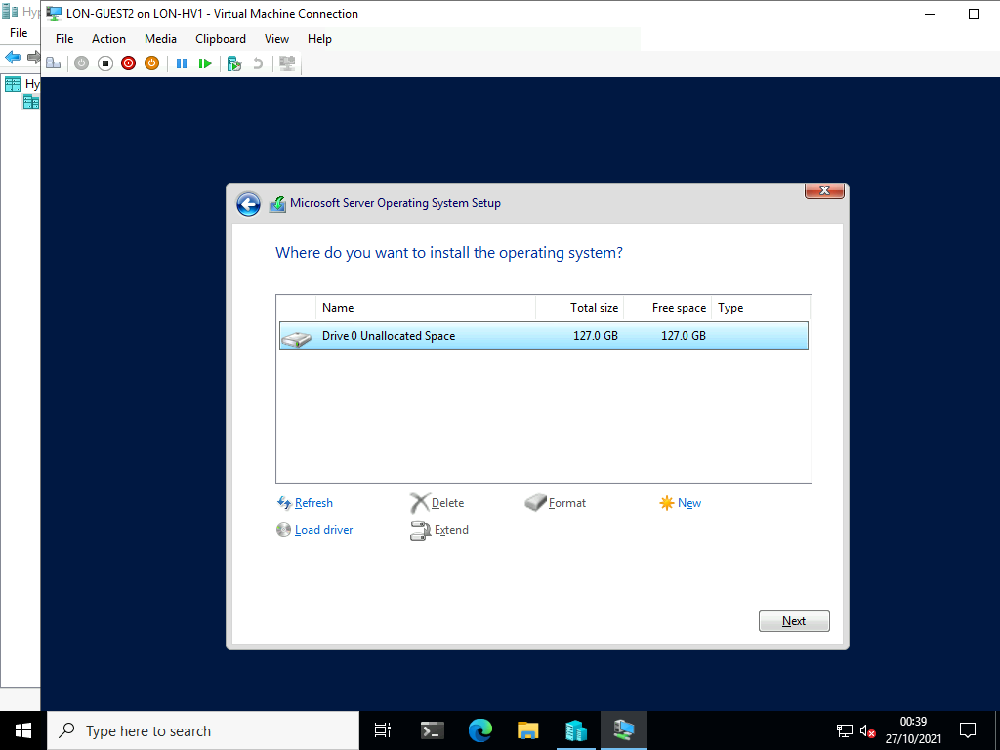 Hyp
LON-GUEST2 on LON-HV1 - Virtual Machine Connection
File
File Action Media Clipboard View Help
Hy
Microsoft Server Operating System Setup
Where do you want to install the operating system?
Name Total size Free space Type
Drive 0 Unallocated Space 127.0 GB 127.0 GB
Refresh Delete Format New
Load driver Extend
Next
Type here to search
00:39
27/10/2021